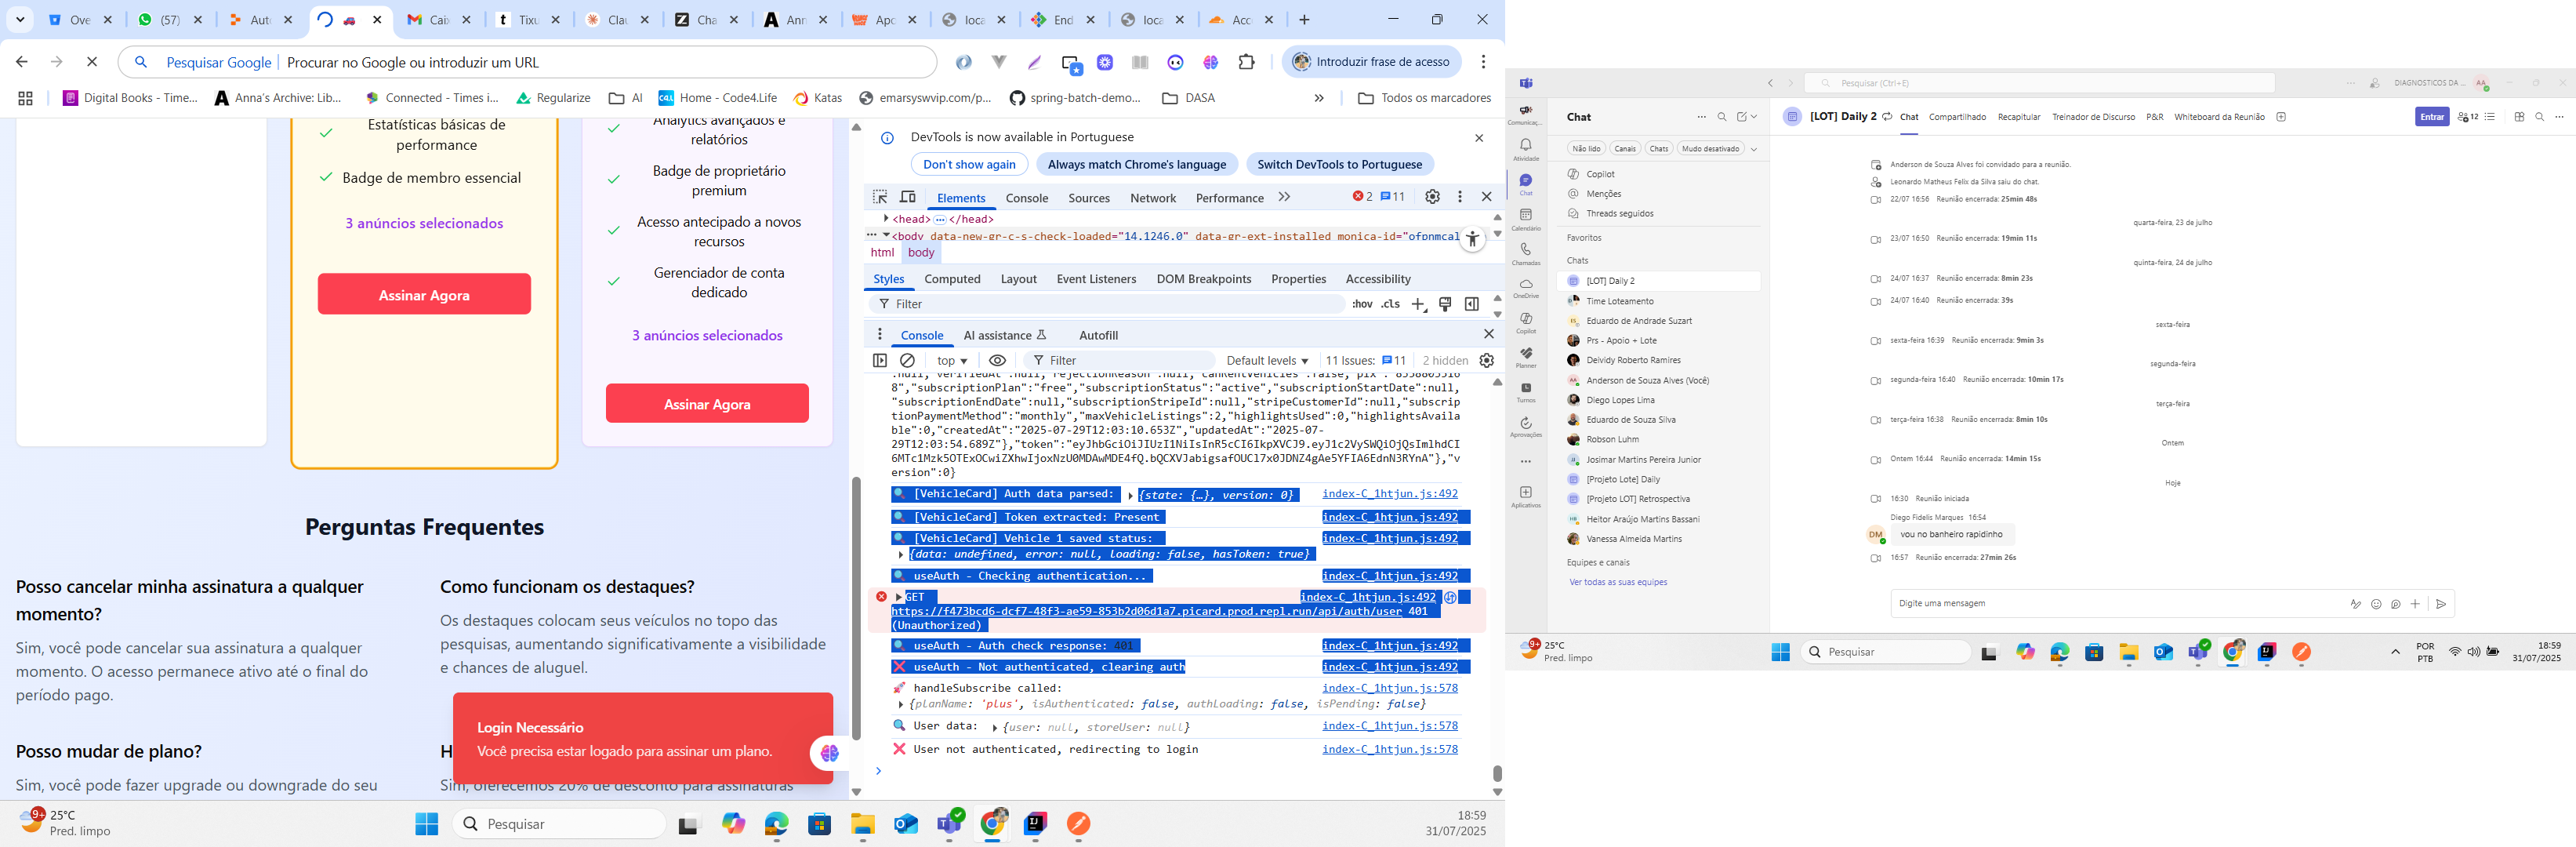 Ove
(57)
Auto
Caix
Tixu
Clau
Cha
Ann
Apo
loca
End
loca
Acc
Pesquisar Google
Procurar no Google ou introduzir um URL
Introduzir frase de acesso
Digital Books - Time...
Anna's Archive: Lib...
Connected - Times i...
Regularize
AI
Home - Code4.Life
Katas
emarsyswvip.com/p...
spring-batch-demo...
DASA
Todos os marcadores
Estatísticas básicas de
performance
Badge de membro essencial
3 anúncios selecionados
Assinar Agora
Analytics avançados e
relatórios
Badge de proprietário
premium
Acesso antecipado a novos
recursos
Gerenciador de conta
dedicado
3 anúncios selecionados
Assinar Agora
Perguntas Frequentes
Posso cancelar minha assinatura a qualquer
momento?
Sim, você pode cancelar sua assinatura a qualquer
momento. O acesso permanece ativo até o final do
período pago.
Como funcionam os destaques?
Os destaques colocam seus veículos no topo das
pesquisas, aumentando significativamente a visibilidade
e chances de aluguel.
Posso mudar de plano?
Sim, você pode fazer upgrade ou downgrade do seu
H
Sim, oferecemos 20% de desconto para assinaturas
Login Necessário
Você precisa estar logado para assinar um plano.
DevTools is now available in Portuguese
Don't show again
Always match Chrome's language
Switch DevTools to Portuguese
Elements
Console
Sources
Network
Performance
2
11
<head> ... </head>
<body data-new-gr-c-s-check-loaded="14.1246.0" data-gr-ext-installed monica-id="ofpnmcal
html
body
Styles
Computed
Layout
Event Listeners
DOM Breakpoints
Properties
Accessibility
Filter
:hov .cls
Console
AI assistance
Autofill
top
Filter
Default levels
11 Issues:
11
2 hidden
8","subscriptionPlan":"free","subscriptionStatus":"active","subscriptionStartDate":null,
"subscriptionEndDate":null,"subscriptionStripeId":null,"stripeCustomerId":null,"subscrip
tionPaymentMethod":"monthly","maxVehicleListings":2,"highlightsUsed":0,"highlightsAvaila
ble":0,"createdAt":"2025-07-29T12:03:10.653Z","updatedAt":"2025-07-
29T12:03:54.689Z"},"token":"eyJhbGciOiJIUzI1NiIsInR5cCI6IkpXVCJ9.eyJ1c2VySWQiOjQsImlhdCI
6MTc1Mzk5OTExOCwiZXhwIjoxNzU0MDAwMDE4fQ.bQCXVJabigsafOUCl7x0JDNZ4gAe5YFIA6EdnN3RYnA"},"v
ersion":0}
[VehicleCard] Auth data parsed: {state: {…}, version: 0}
index-C_1htjun.js:492
[VehicleCard] Token extracted: Present
index-C_1htjun.js:492
[VehicleCard] Vehicle 1 saved status:
index-C_1htjun.js:492
{data: undefined, error: null, loading: false, hasToken: true}
useAuth - Checking authentication...
index-C_1htjun.js:492
GET
index-C_1htjun.js:492
https://f473bcd6-dcf7-48f3-ae59-853b2d06d1a7.picard.prod.repl.run/api/auth/user 401
(Unauthorized)
useAuth - Auth check response: 401
index-C_1htjun.js:492
useAuth - Not authenticated, clearing auth
index-C_1htjun.js:492
handleSubscribe called:
index-C_1htjun.js:578
{planName: 'plus', isAuthenticated: false, authLoading: false, isPending: false}
User data: {user: null, storeUser: null}
index-C_1htjun.js:578
User not authenticated, redirecting to login
index-C_1htjun.js:578
9+
25°C
Pred. limpo
Pesquisar
18:59
31/07/2025
Pesquisar (Ctrl+E)
DIAGNOSTICOS DA ...
AA
Comunicaç...
Atividade
Chat
Calendário
Chamadas
OneDrive
Copilot
Planner
Turnos
Aprovações
Aplicativos
Chat
Não lido
Canais
Chats
Mudo desativado
Copilot
Menções
Threads seguidos
Favoritos
Chats
[LOT] Daily 2
Time Loteamento
Eduardo de Andrade Suzart
Prs - Apoio + Lote
Deividy Roberto Ramires
Anderson de Souza Alves (Você)
Diego Lopes Lima
Eduardo de Souza Silva
Robson Luhm
Josimar Martins Pereira Junior
[Projeto Lote] Daily
[Projeto LOT] Retrospectiva
Heitor Araújo Martins Bassani
Vanessa Almeida Martins
Equipes e canais
Ver todas as suas equipes
[LOT] Daily 2
Chat
Compartilhado
Recapitular
Treinador de Discurso
P&R
Whiteboard da Reunião
Entrar
12
Anderson de Souza Alves foi convidado para a reunião.
Leonardo Matheus Felix da Silva saiu do chat.
22/07 16:56 Reunião encerrada: 25min 48s
quarta-feira, 23 de julho
23/07 16:50 Reunião encerrada: 19min 11s
quinta-feira, 24 de julho
24/07 16:37 Reunião encerrada: 8min 23s
24/07 16:40 Reunião encerrada: 39s
sexta-feira
sexta-feira 16:39 Reunião encerrada: 9min 3s
segunda-feira
segunda-feira 16:40 Reunião encerrada: 10min 17s
terça-feira
terça-feira 16:38 Reunião encerrada: 8min 10s
Ontem
Ontem 16:44 Reunião encerrada: 14min 15s
Hoje
16:30 Reunião iniciada
Diego Fidelis Marques 16:54
DM
vou no banheiro rapidinho
16:57 Reunião encerrada: 27min 26s
Digite uma mensagem
9+
25°C
Pred. limpo
Pesquisar
POR
PTB
18:59
31/07/2025